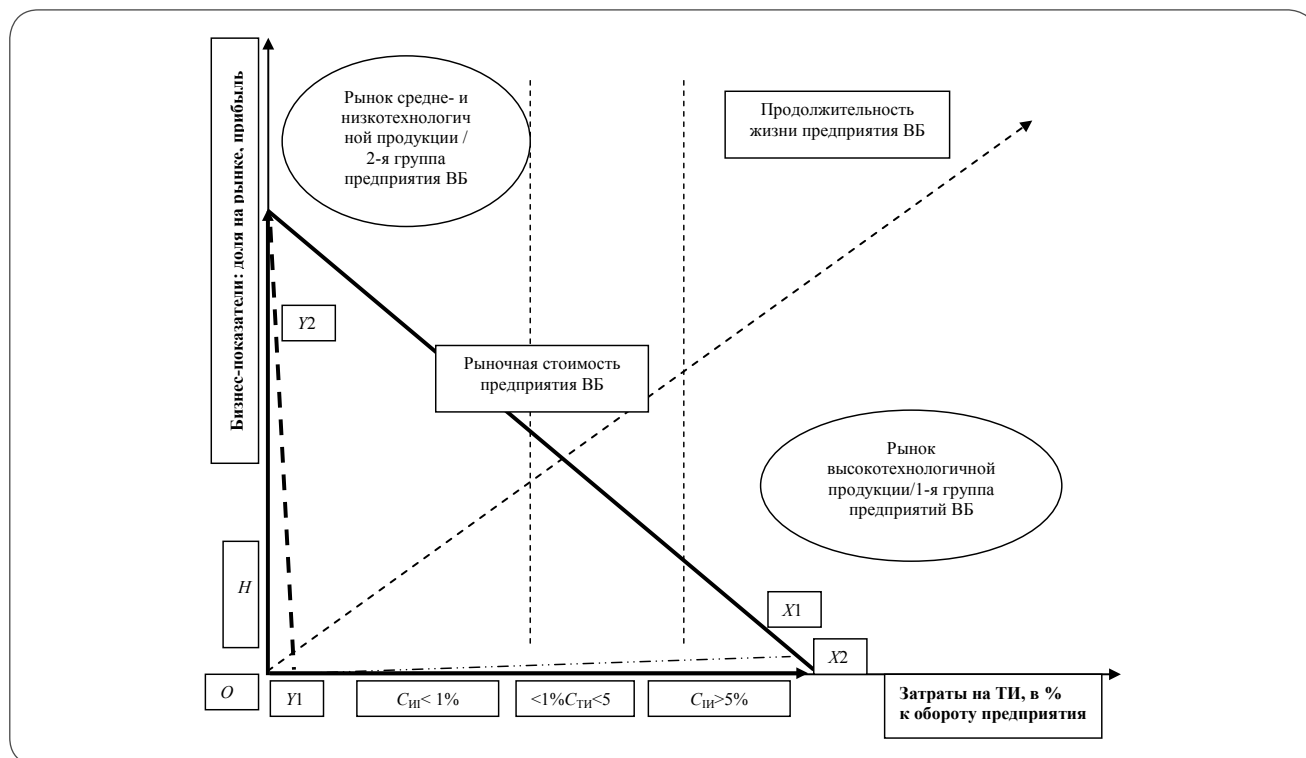 Бизнес-показатели: доля на рынке, прибыль
Рынок средне- и
низкотехнологич
ной продукции /
2-я группа
предприятия ВБ
Продолжительность
жизни предприятия ВБ
Y2
Рыночная стоимость
предприятия ВБ
Рынок
высокотехнологичной
продукции/1-я группа
предприятий ВБ
H
X1
X2
O
Y1
CИI< 1%
<1%CТИ<5
CIИ>5%
Затраты на ТИ, в %
к обороту предприятия